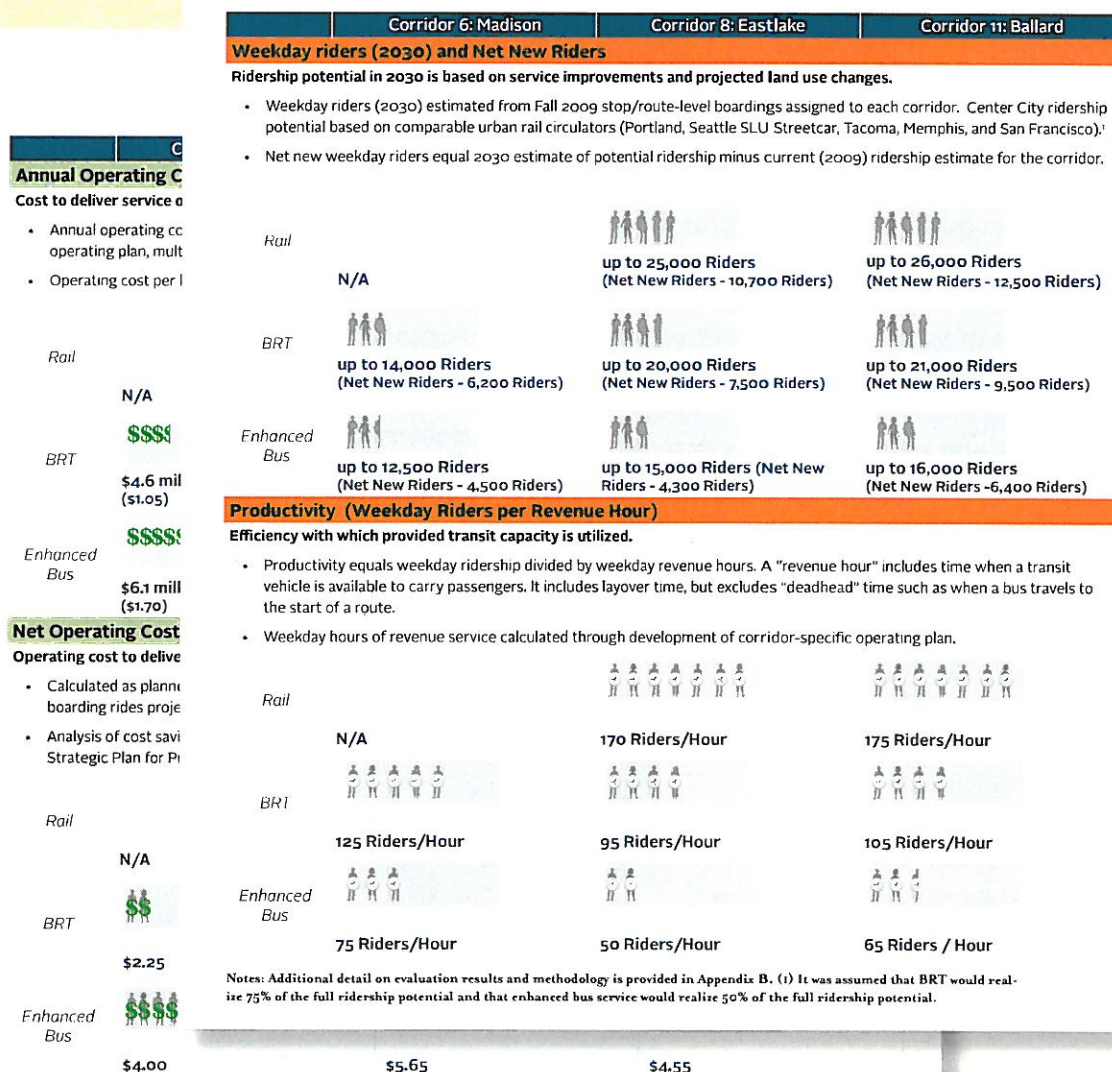 Corridor 6: Madison Corridor 8: Eastlake Corridor 11: Ballard
Weekday riders (2030) and Net New Riders
Ridership potential in 2030 is based on service improvements and projected land use changes.
• Weekday riders (2030) estimated from Fall 2009 stop/route-level boardings assigned to each corridor. Center City ridership
potential based on comparable urban rail circulators (Portland, Seattle SLU Streetcar, Tacoma, Memphis, and San Francisco).¹
• Net new weekday riders equal 2030 estimate of potential ridership minus current (2009) ridership estimate for the corridor.
Rail
N/A
up to 25,000 Riders
(Net New Riders - 10,700 Riders)
up to 26,000 Riders
(Net New Riders - 12,500 Riders)
BRT
up to 14,000 Riders
(Net New Riders - 6,200 Riders)
up to 20,000 Riders
(Net New Riders - 7,500 Riders)
up to 21,000 Riders
(Net New Riders - 9,500 Riders)
Enhanced
Bus
up to 12,500 Riders
(Net New Riders - 4,500 Riders)
up to 15,000 Riders (Net New
Riders - 4,300 Riders)
up to 16,000 Riders
(Net New Riders -6,400 Riders)
Productivity (Weekday Riders per Revenue Hour)
Efficiency with which provided transit capacity is utilized.
• Productivity equals weekday ridership divided by weekday revenue hours. A "revenue hour" includes time when a transit
vehicle is available to carry passengers. It includes layover time, but excludes "deadhead" time such as when a bus travels to
the start of a route.
• Weekday hours of revenue service calculated through development of corridor-specific operating plan.
Rail
N/A
170 Riders/Hour
175 Riders/Hour
BRT
125 Riders/Hour
95 Riders/Hour
105 Riders/Hour
Enhanced
Bus
75 Riders/Hour
50 Riders/Hour
65 Riders / Hour
Notes: Additional detail on evaluation results and methodology is provided in Appendix B. (1) It was assumed that BRT would real-
ize 75% of the full ridership potential and that enhanced bus service would realize 50% of the full ridership potential.
C
Annual Operating C
Cost to deliver service
• Annual operating
operating plan, mult
• Operating cost per
Rail
N/A
BRT
$$$$
$4.6 mil
($1.05)
Enhanced
Bus
$$$$$
$6.1 mill
($1.70)
Net Operating Cost
Operating cost to delive
• Calculated as plann
boarding rides proje
• Analysis of cost savi
Strategic Plan for
Rail
N/A
BRT
$$
$2.25
Enhanced
Bus
$$$$
$4.00 $5.65 $4.55